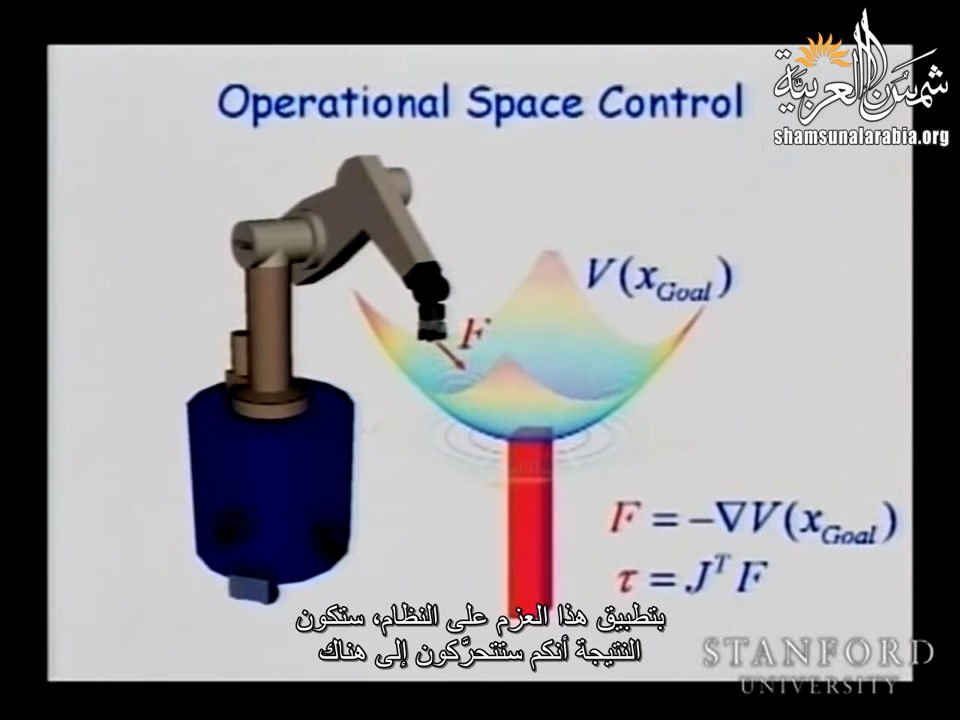 شمسُ العربيّة
shamsunalarabia.org
Operational Space Control
V(x_Goal)
F
F = −∇V(x_Goal)
τ = J^T F
بتطبيق هذا العزم على النظام، ستكون
النتيجة أنكم ستتحرَّكون إلى هناك
STANFORD
UNIVERSITY